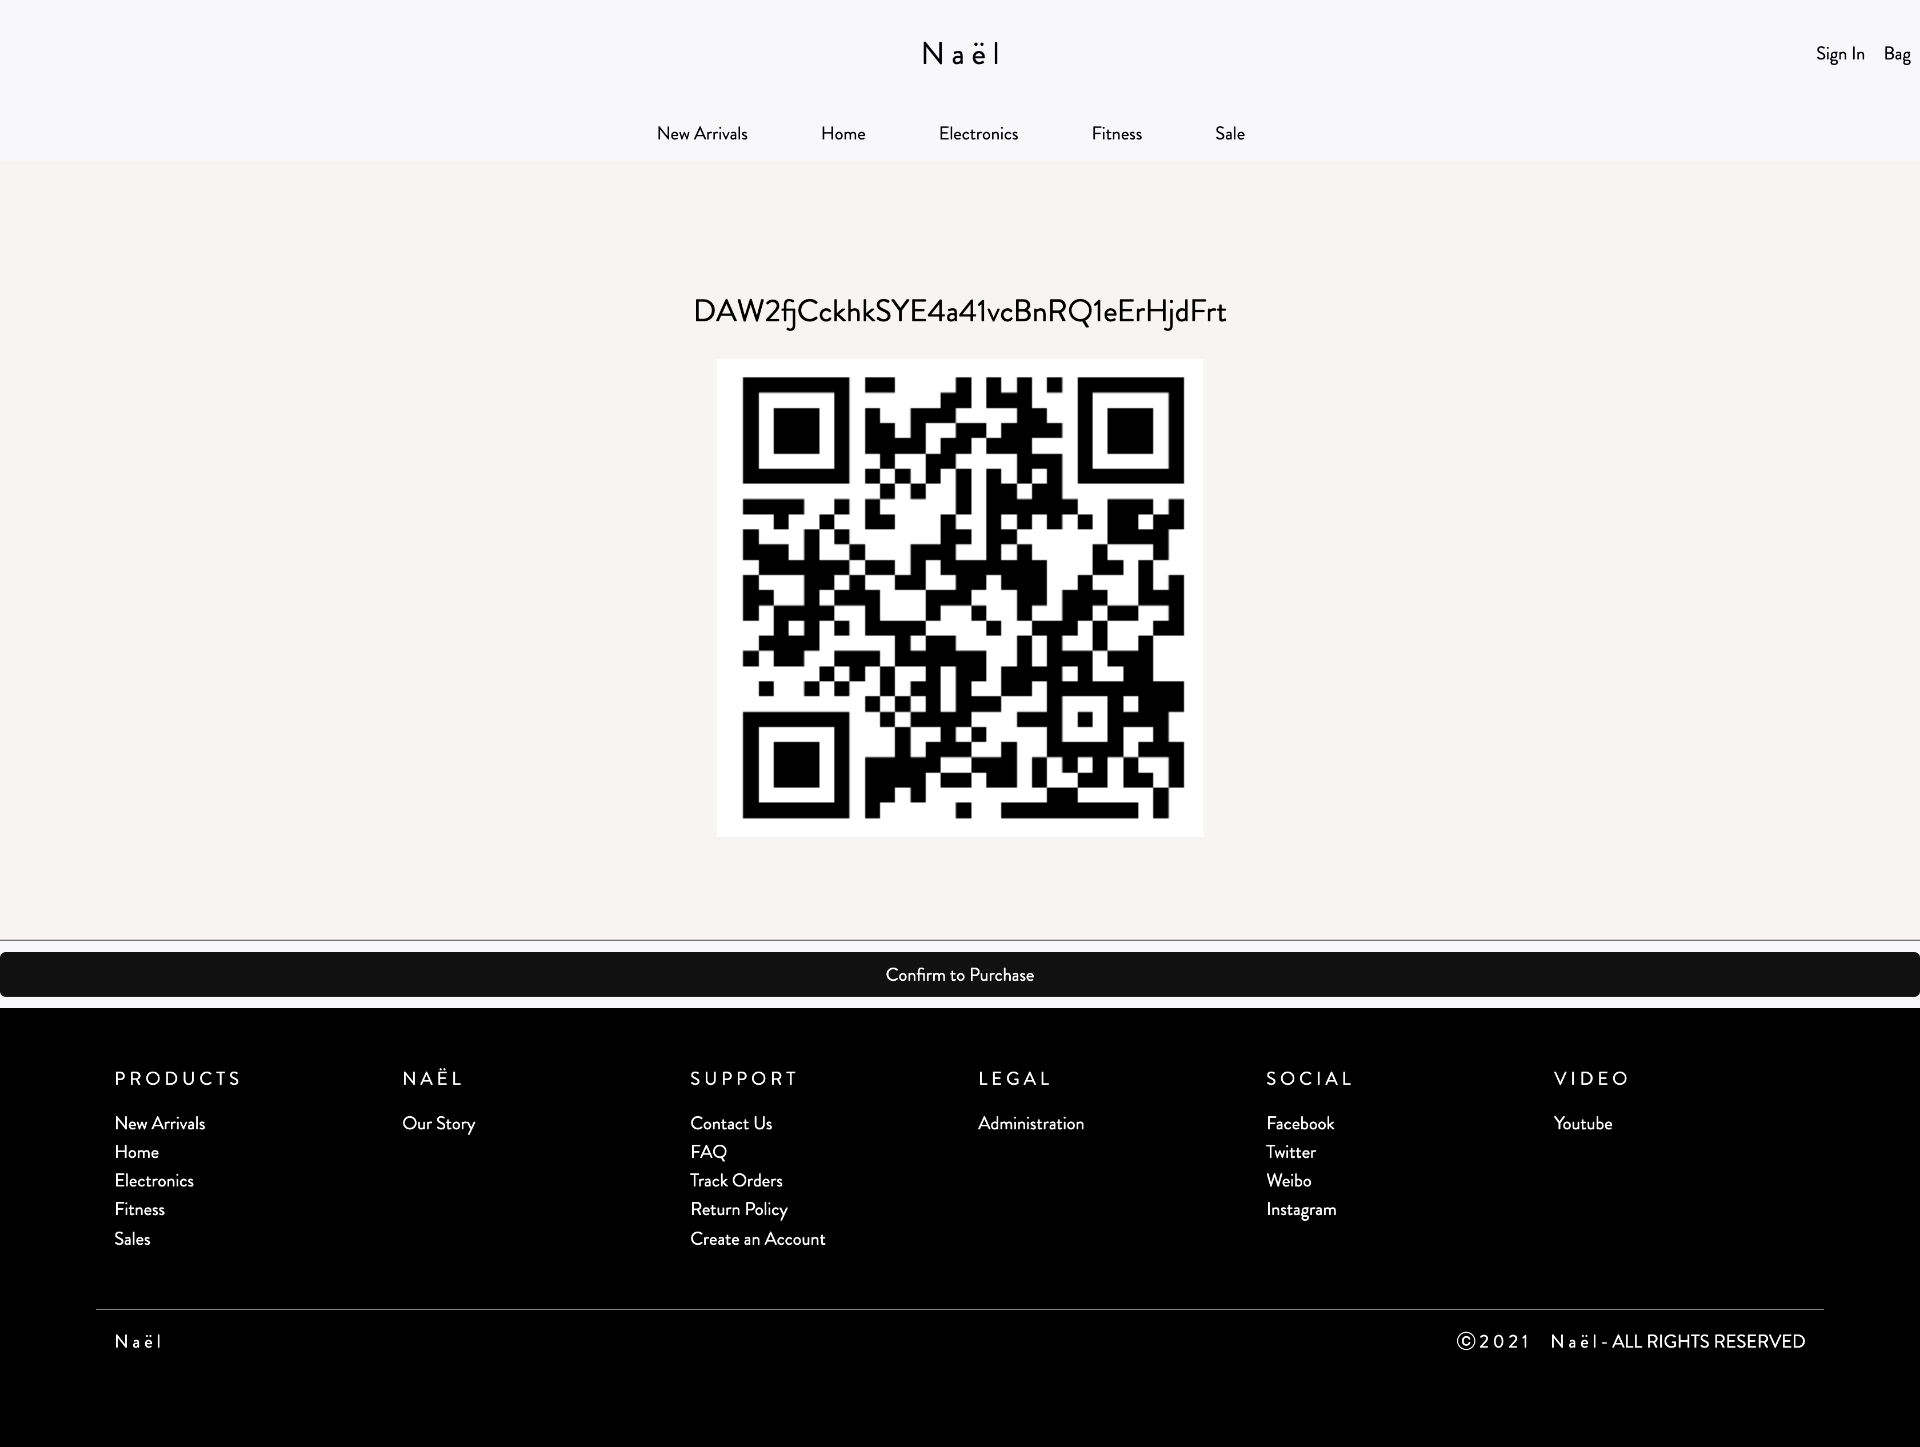 Naël
Sign In
Bag
New Arrivals
Home
Electronics
Fitness
Sale
DAW2fjCckhkSYE4a41vcBnRQ1eErHjdFrt
Confirm to Purchase
PRODUCTS
New Arrivals
Home
Electronics
Fitness
Sales
NAËL
Our Story
SUPPORT
Contact Us
FAQ
Track Orders
Return Policy
Create an Account
LEGAL
Administration
SOCIAL
Facebook
Twitter
Weibo
Instagram
VIDEO
Youtube
Naël
©2021 Naël- ALL RIGHTS RESERVED